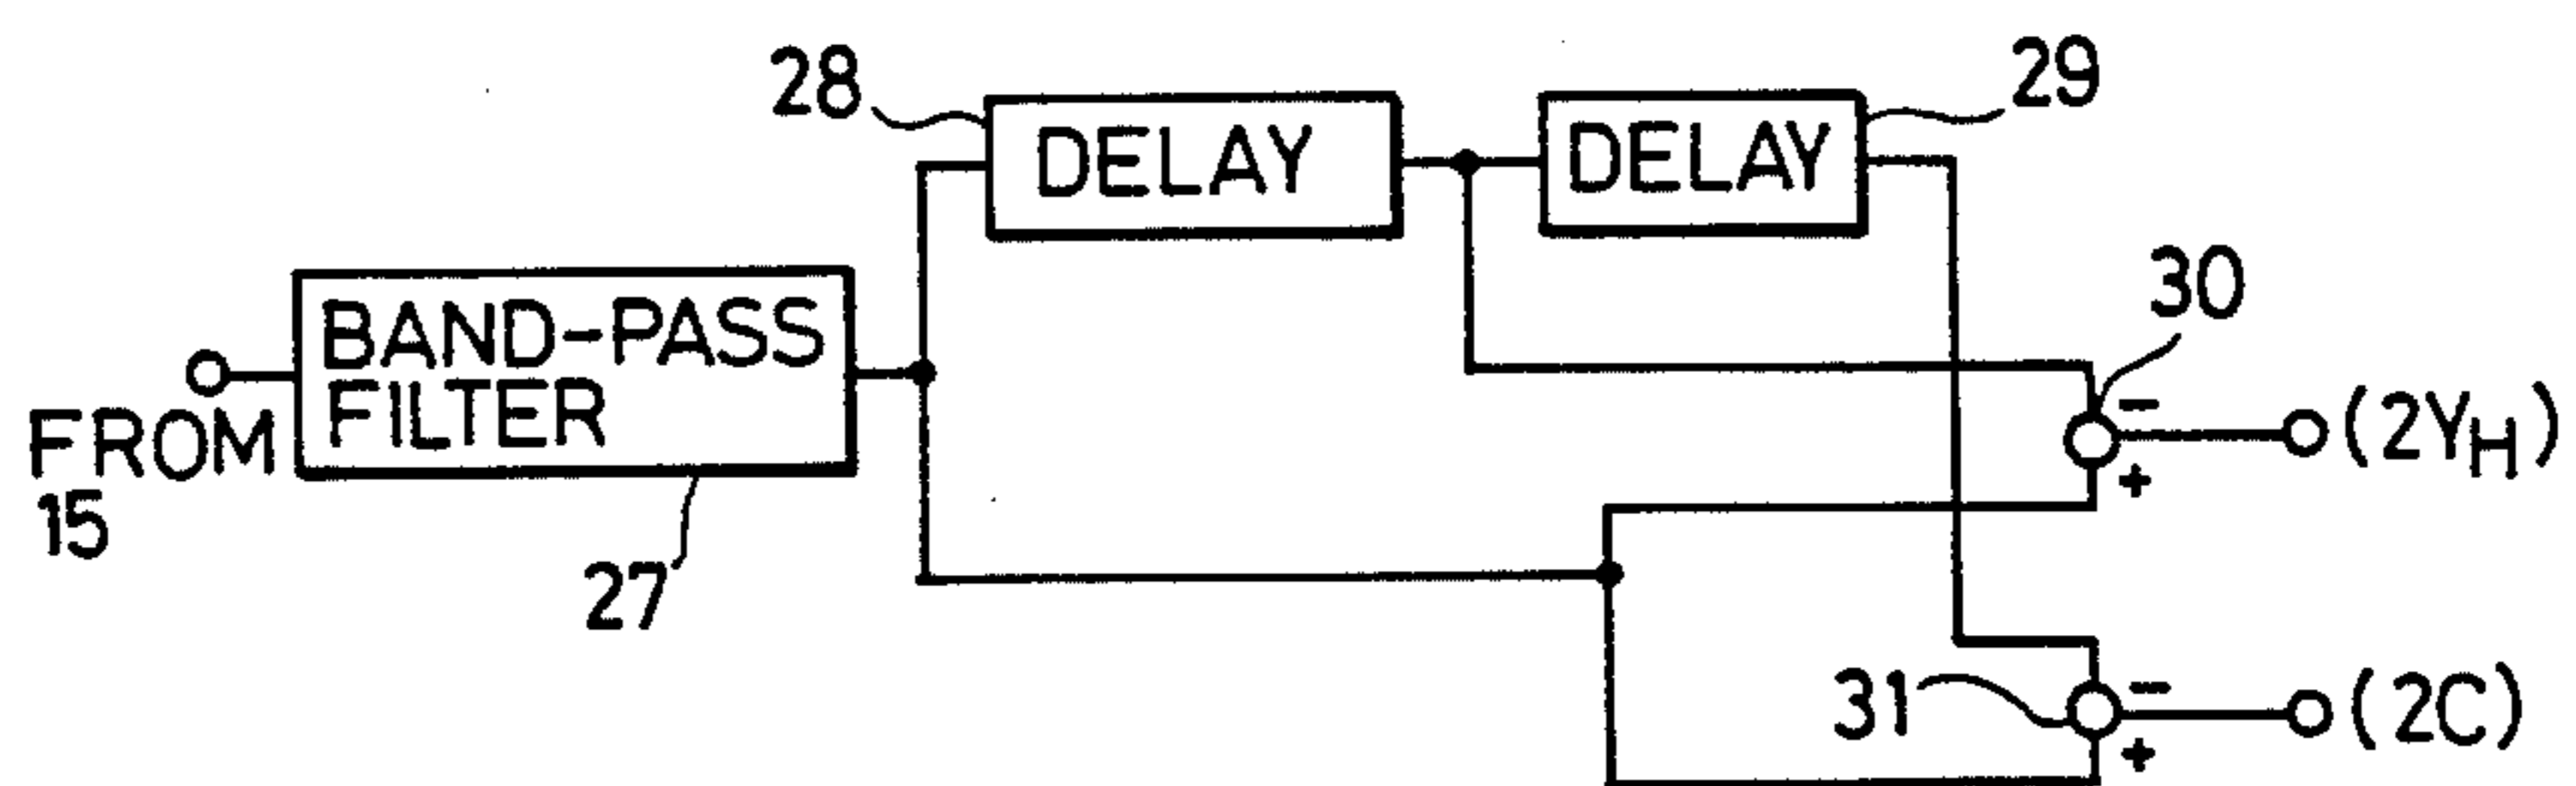 28
DELAY
DELAY
29
BAND-PASS
FILTER
FROM
15
27
30
-
+
(2YH)
31
-
+
(2C)